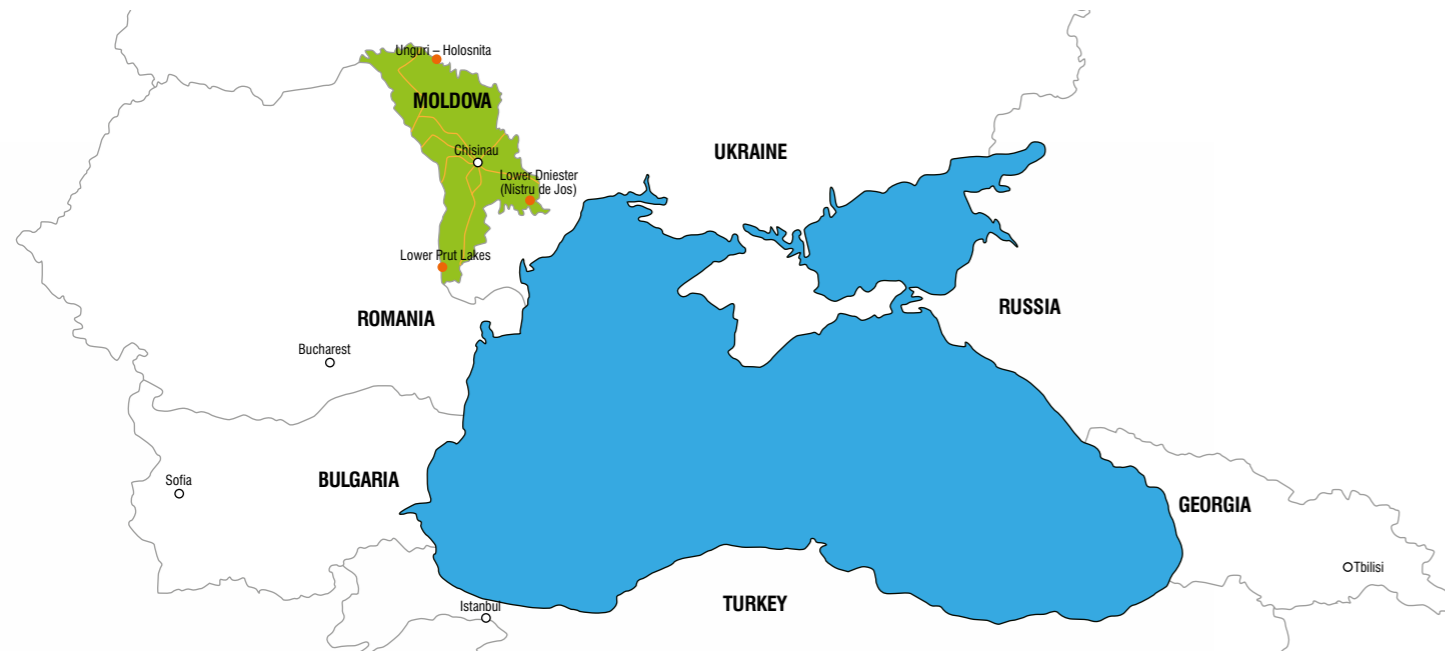 Unguri – Holosnita
MOLDOVA
Chisinau
UKRAINE
Lower Dniester
(Nistru de Jos)
Lower Prut Lakes
ROMANIA
RUSSIA
Bucharest
BULGARIA
Sofia
GEORGIA
Tbilisi
Istanbul
TURKEY